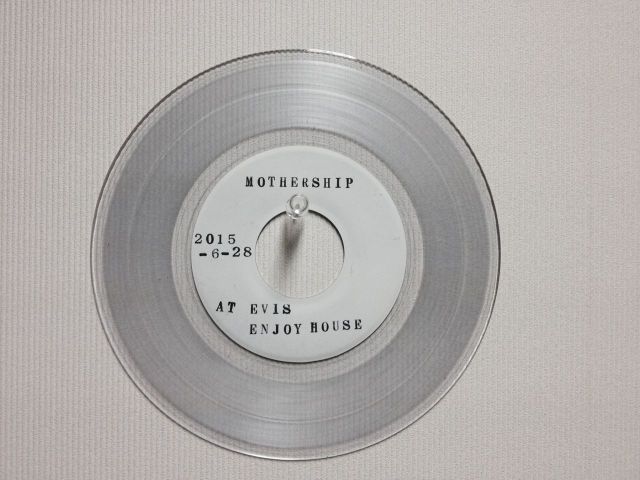 MOTHERSHIP
2015
-6-28
AT EVIS
ENJOY HOUSE